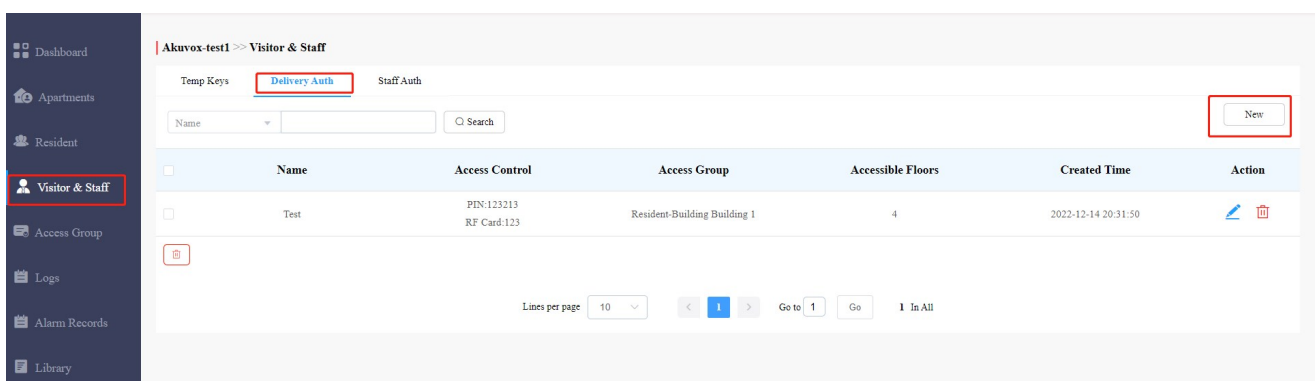 Dashboard
Apartments
Resident
Visitor & Staff
Access Group
Logs
Alarm Records
Library
Akuvox-test1 >> Visitor & Staff
Temp Keys Delivery Auth Staff Auth
Name Search New
Name Access Control Access Group Accessible Floors Created Time Action
Test PIN:123213 Resident-Building Building 1 4 2022-12-14 20:31:50
RF Card:123
Lines per page 10 < 1 > Go to 1 Go 1 In All